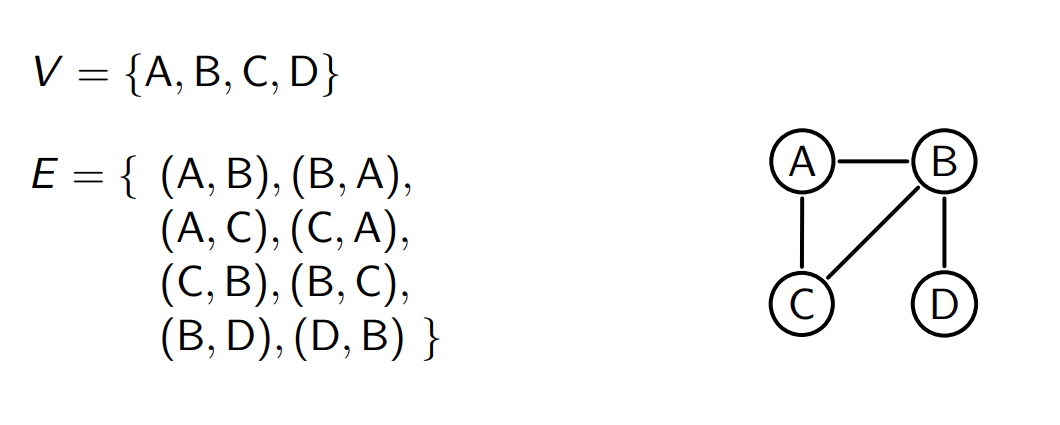 V = {A, B, C, D}
E = { (A, B), (B, A),
(A, C), (C, A),
(C, B), (B, C),
(B, D), (D, B) }
A B
C D